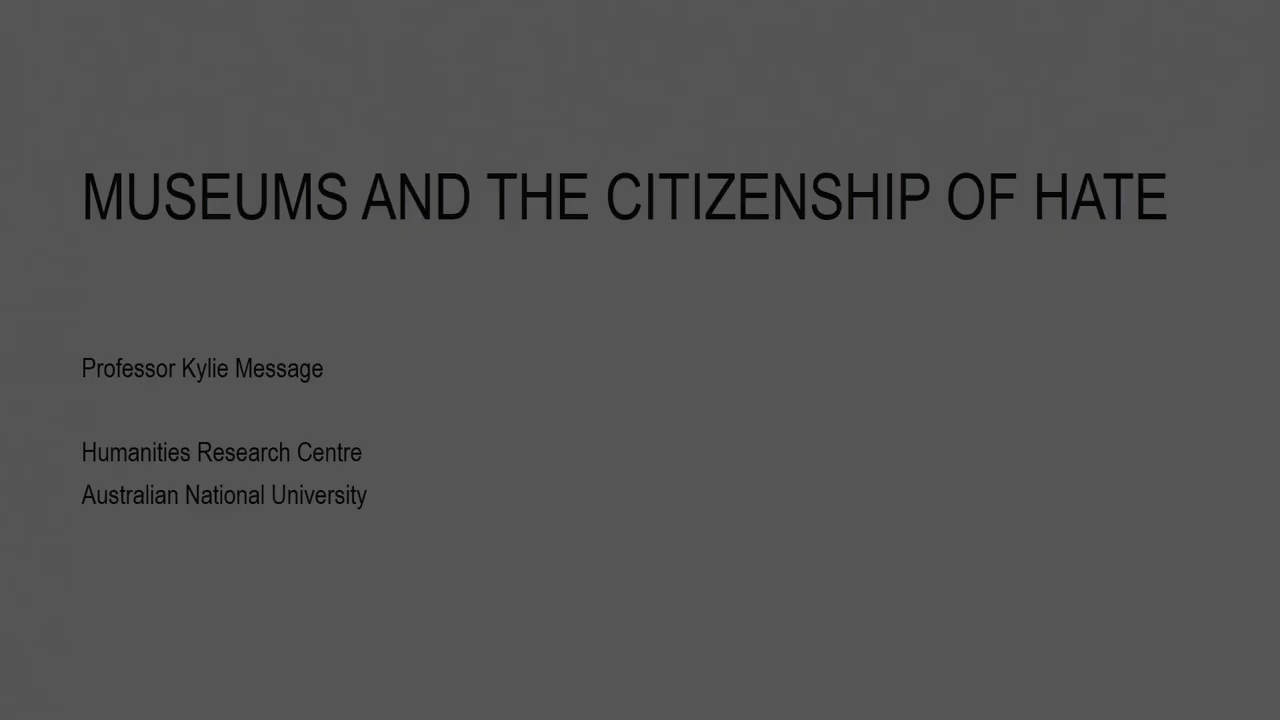 MUSEUMS AND THE CITIZENSHIP OF HATE
Professor Kylie Message
Humanities Research Centre
Australian National University